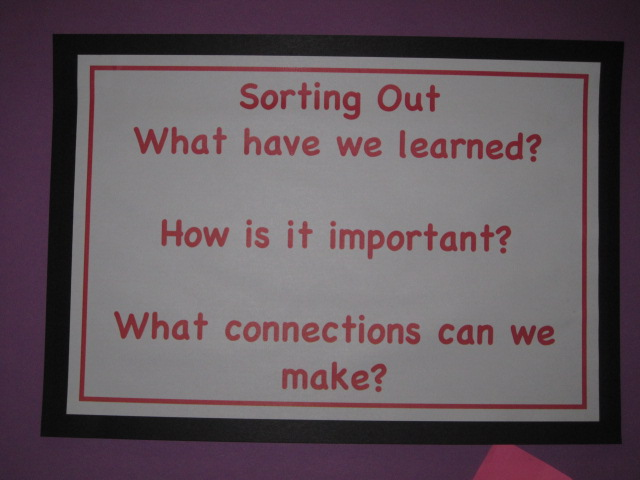 Sorting Out
What have we learned?
How is it important?
What connections can we
make?